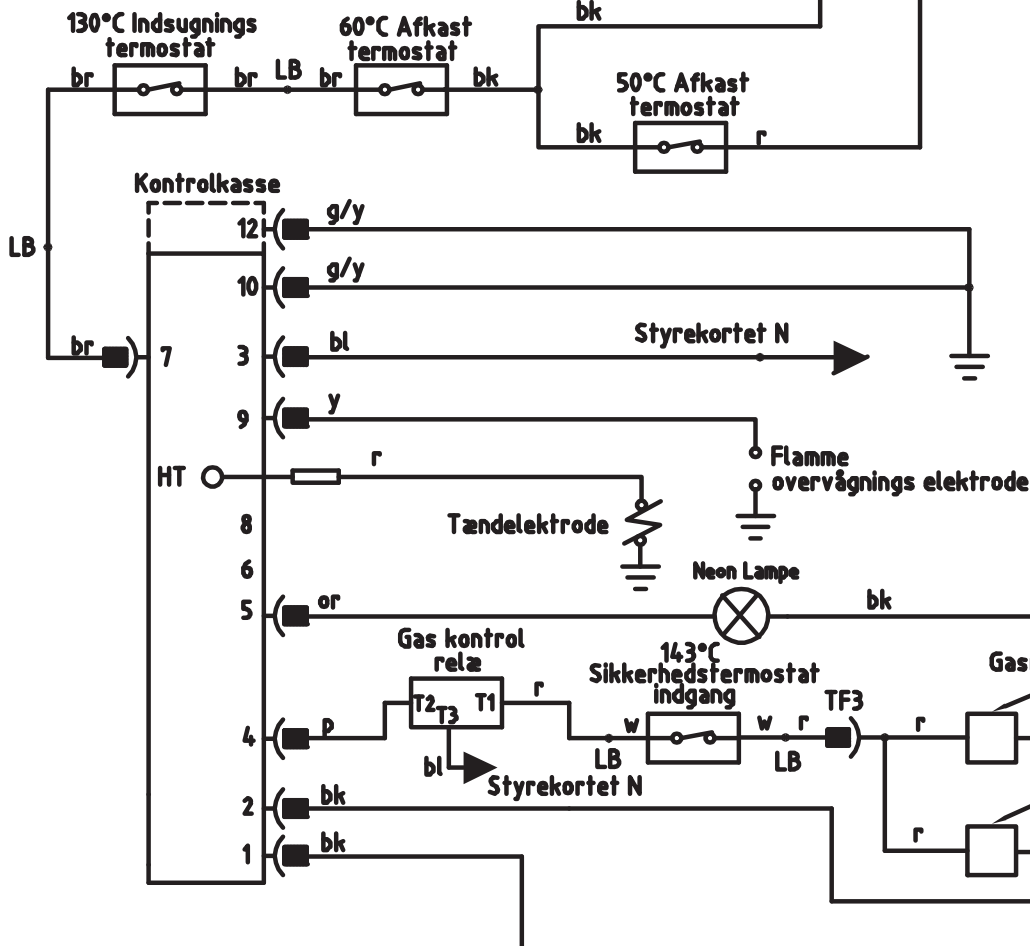 bk
130°C Indsugnings
termostat
60°C Afkast
termostat
br
br
LB
br
bk
50°C Afkast
termostat
bk
r
Kontrolkasse
12
g/y
LB
10
g/y
br
7
3
bl
Styrekortet N
9
y
HT
r
Flamme
overvågnings elektrode
8
Tændelektrode
6
Neon Lampe
5
or
bk
Gas kontrol
relæ
143°C
Sikkerhedstermostat
indgang
Gas
T2
T3
T1
r
TF3
4
p
w
w
r
r
LB
LB
bl
Styrekortet N
2
bk
r
1
bk